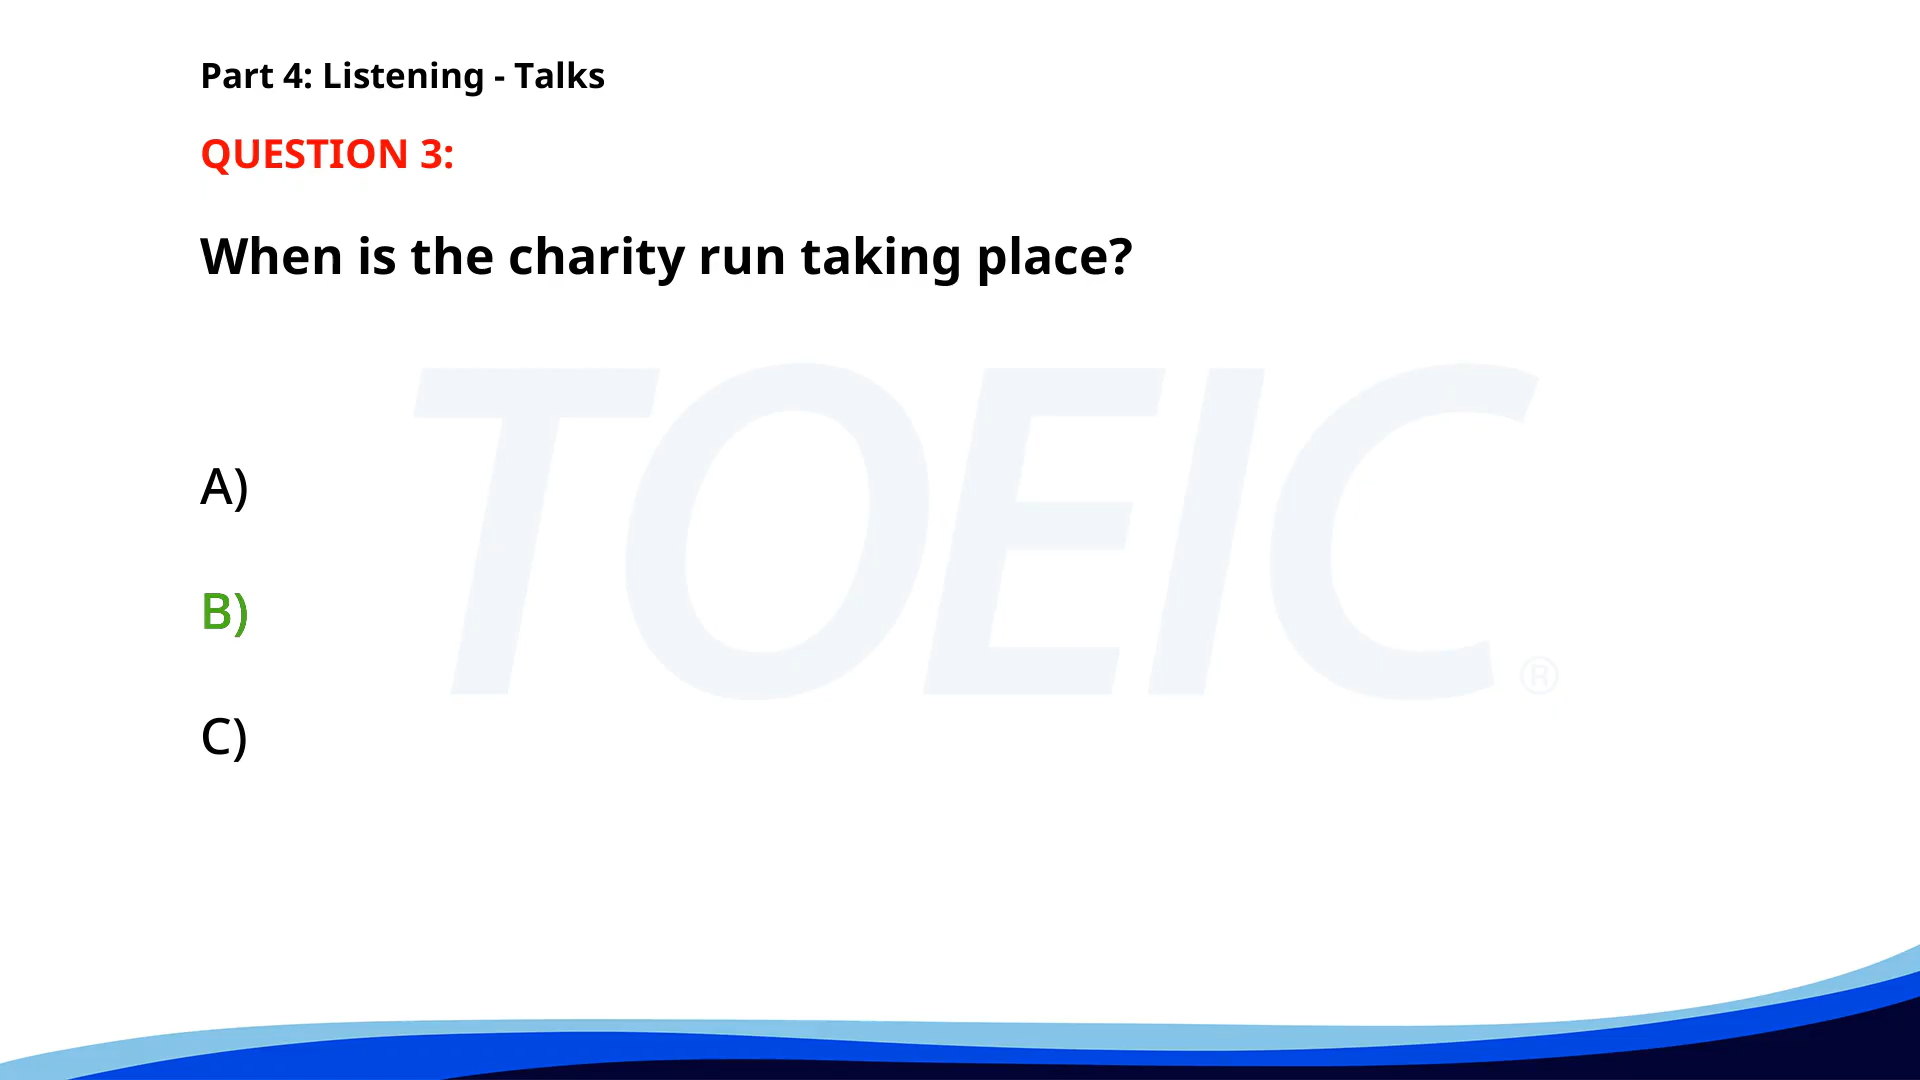 Part 4: Listening - Talks
QUESTION 3:
When is the charity run taking place?
TOEIC®
A)
B)
C)